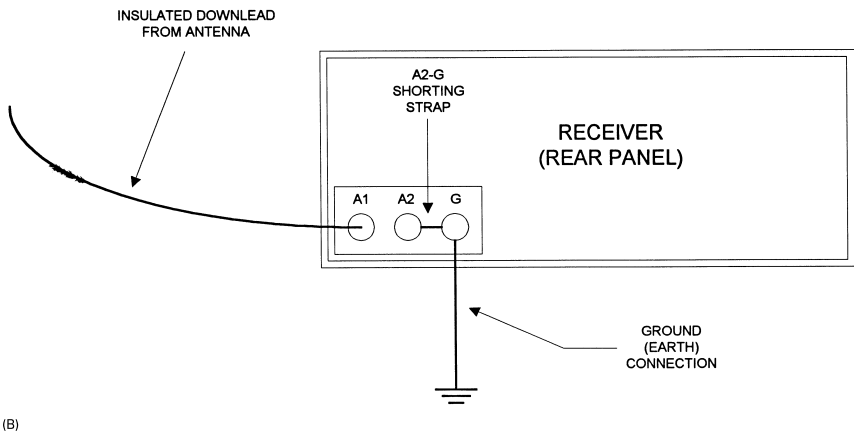 INSULATED DOWNLEAD
FROM ANTENNA
A2-G
SHORTING
STRAP
RECEIVER
(REAR PANEL)
A1 A2 G
GROUND
(EARTH)
CONNECTION
(B)